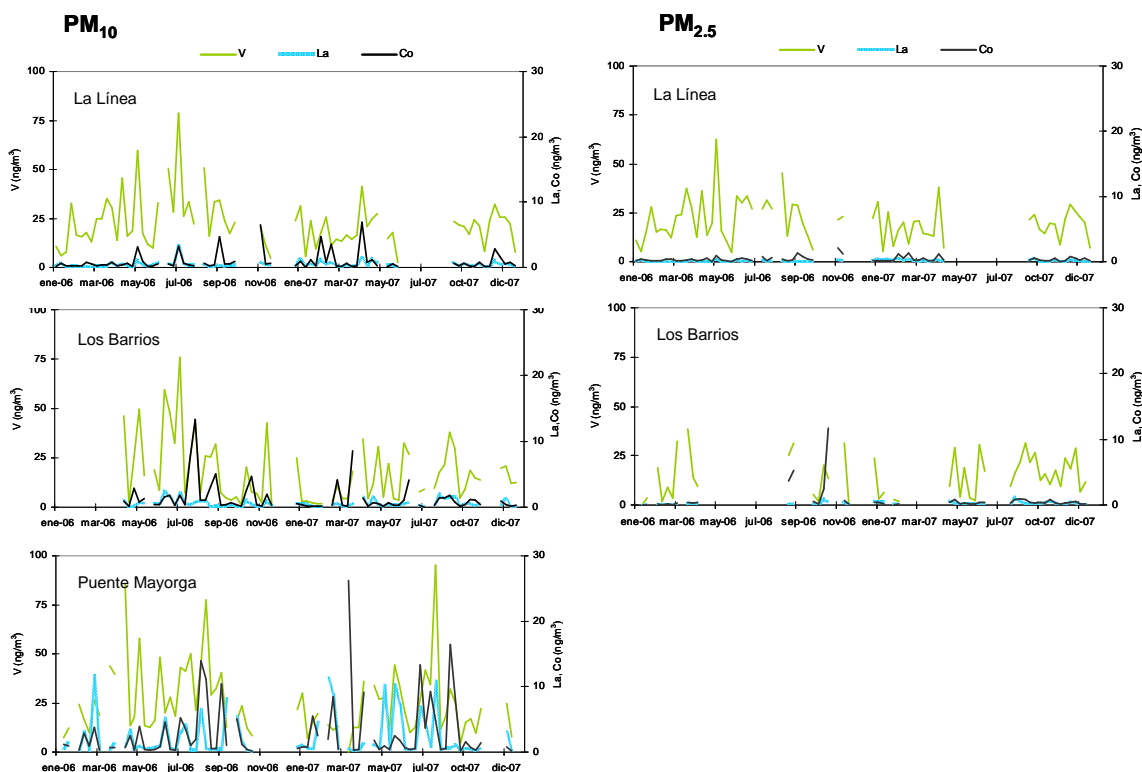 PM10
V La Co
100 30
La Línea
75
20
V (ng/m³) 50 La, Co (ng/m³)
10
25
0 0
ene-06 mar-06 may-06 jul-06 sep-06 nov-06 ene-07 mar-07 may-07 jul-07 oct-07 dic-07
100 30
Los Barrios
75
20
V (ng/m³) 50 La,Co (ng/m³)
10
25
0 0
ene-06 mar-06 may-06 jul-06 sep-06 nov-06 ene-07 mar-07 may-07 jul-07 oct-07 dic-07
100 30
Puente Mayorga
75
20
V (ng/m³) 50 La, Co (ng/m³)
10
25
0 0
ene-06 mar-06 may-06 jul-06 sep-06 nov-06 ene-07 mar-07 may-07 jul-07 oct-07 dic-07
PM2.5
V La Co
100 30
La Línea
75
20
V (ng/m³) 50 La, Co (ng/m³)
10
25
0 0
ene-06 mar-06 may-06 jul-06 sep-06 nov-06 ene-07 mar-07 may-07 jul-07 oct-07 dic-07
100 30
Los Barrios
75
20
V (ng/m³) 50 La, Co (ng/m³)
10
25
0 0
ene-06 mar-06 may-06 jul-06 sep-06 nov-06 ene-07 mar-07 may-07 jul-07 oct-07 dic-07